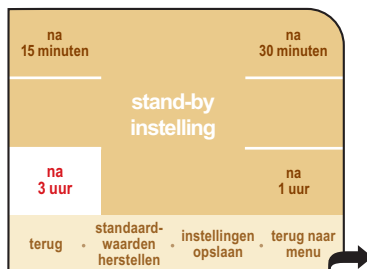 na
15 minuten
na
30 minuten
stand-by
instelling
na
3 uur
na
1 uur
terug
standaard-
waarden
herstellen
instellingen
opslaan
terug naar
menu